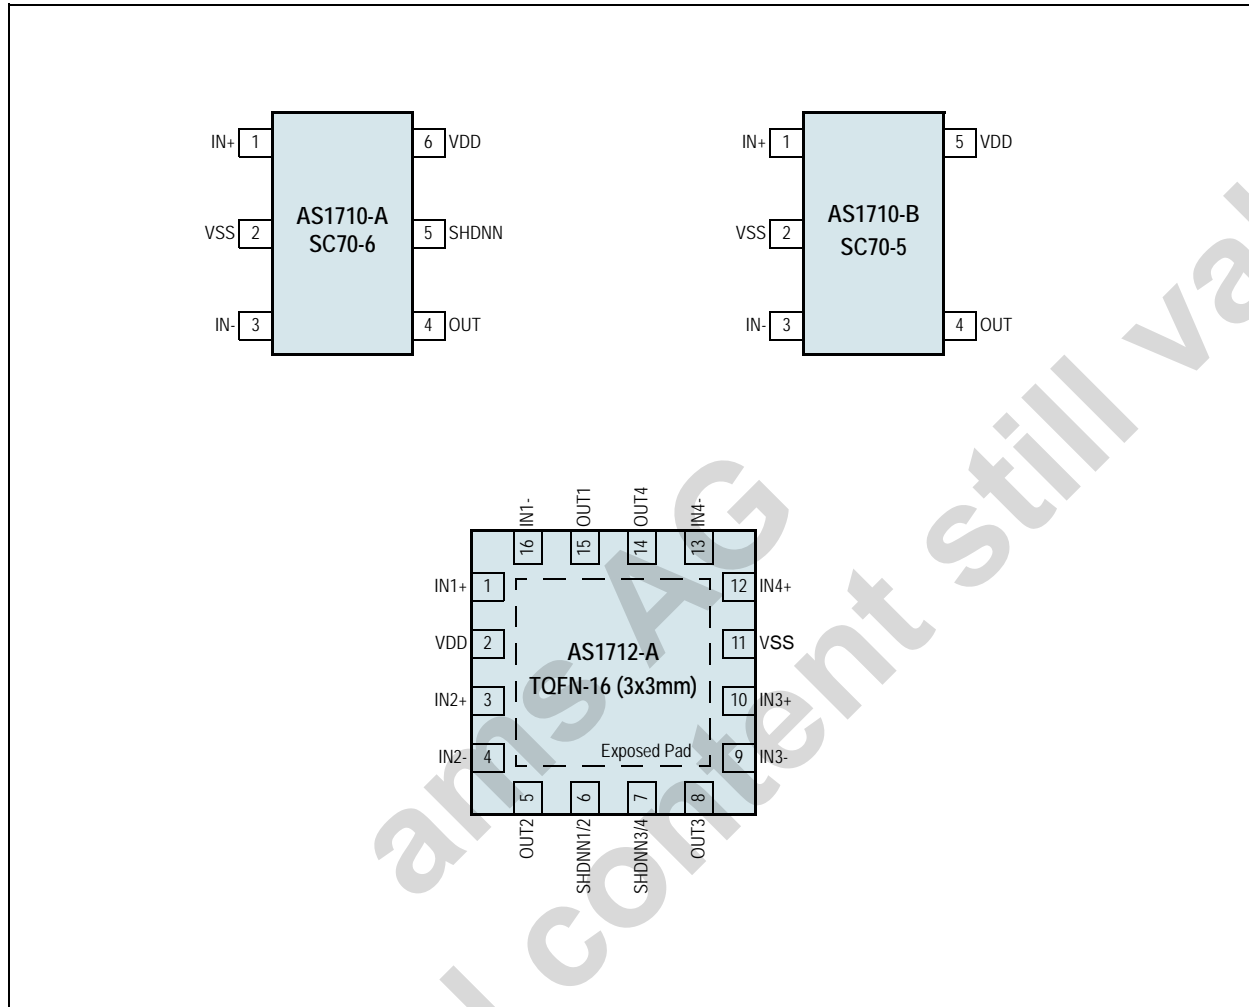 IN+ 1 6 VDD
VSS 2 AS1710-A 5 SHDNN
SC70-6
IN- 3 4 OUT
IN+ 1 5 VDD
VSS 2 AS1710-B
SC70-5
IN- 3 4 OUT
IN1- OUT1 OUT4 IN4-
16 15 14 13
IN1+ 1 12 IN4+
VDD 2 11 VSS
AS1712-A
TQFN-16 (3x3mm)
IN2+ 3 10 IN3+
Exposed Pad
IN2- 4 9 IN3-
5 6 7 8
OUT2 SHDNN1/2 SHDNN3/4 OUT3
ams AG
content still